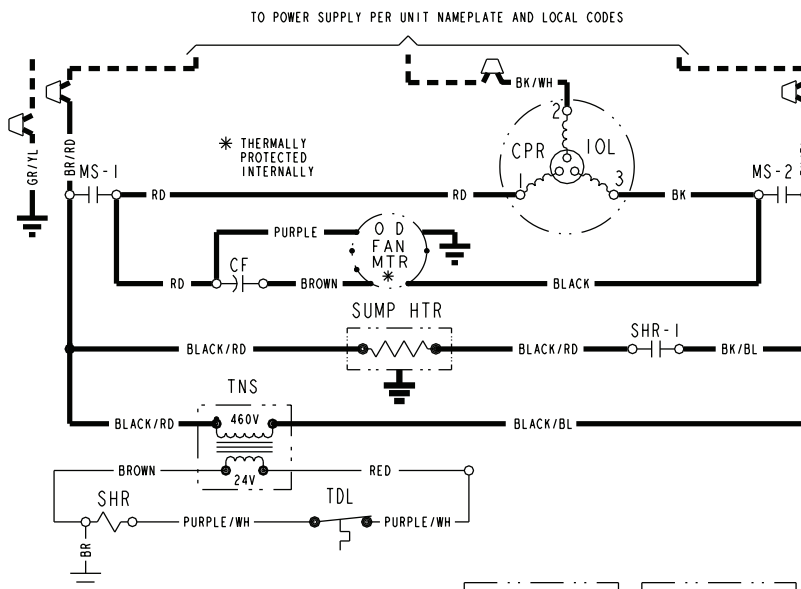 TO POWER SUPPLY PER UNIT NAMEPLATE AND LOCAL CODES
BK/WH
2
GR/YL
BR/RD
MS-1
* THERMALLY
PROTECTED
INTERNALLY
CPR
IOL
1
3
MS-2
RD
RD
BK
PURPLE
O D
FAN
MTR
*
CF
RD
BROWN
BLACK
SUMP HTR
SHR-1
BLACK/RD
BLACK/RD
BK/BL
TNS
BLACK/RD
460V
BLACK/BL
BROWN
24V
RED
SHR
TDL
PURPLE/WH
PURPLE/WH
BR